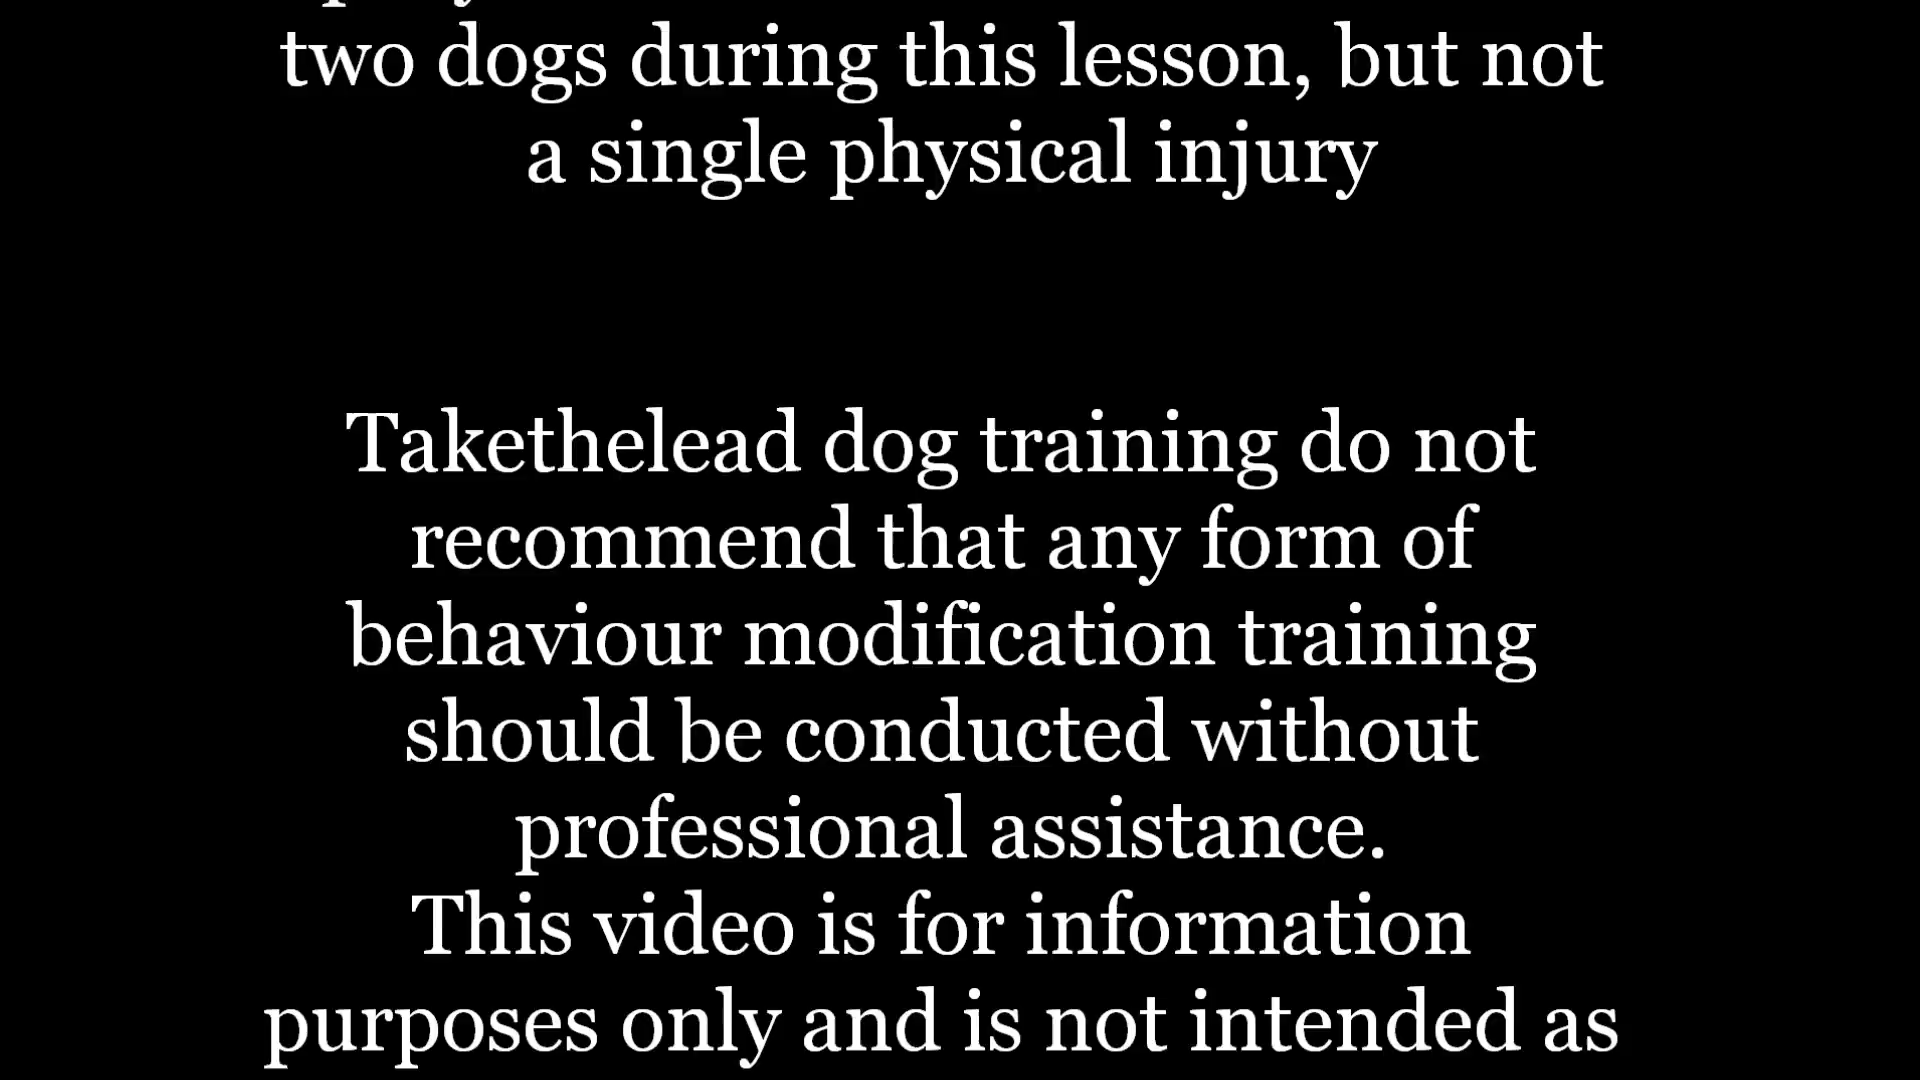 two dogs during this lesson, but not
a single physical injury
Takethelead dog training do not
recommend that any form of
behaviour modification training
should be conducted without
professional assistance.
This video is for information
purposes only and is not intended as